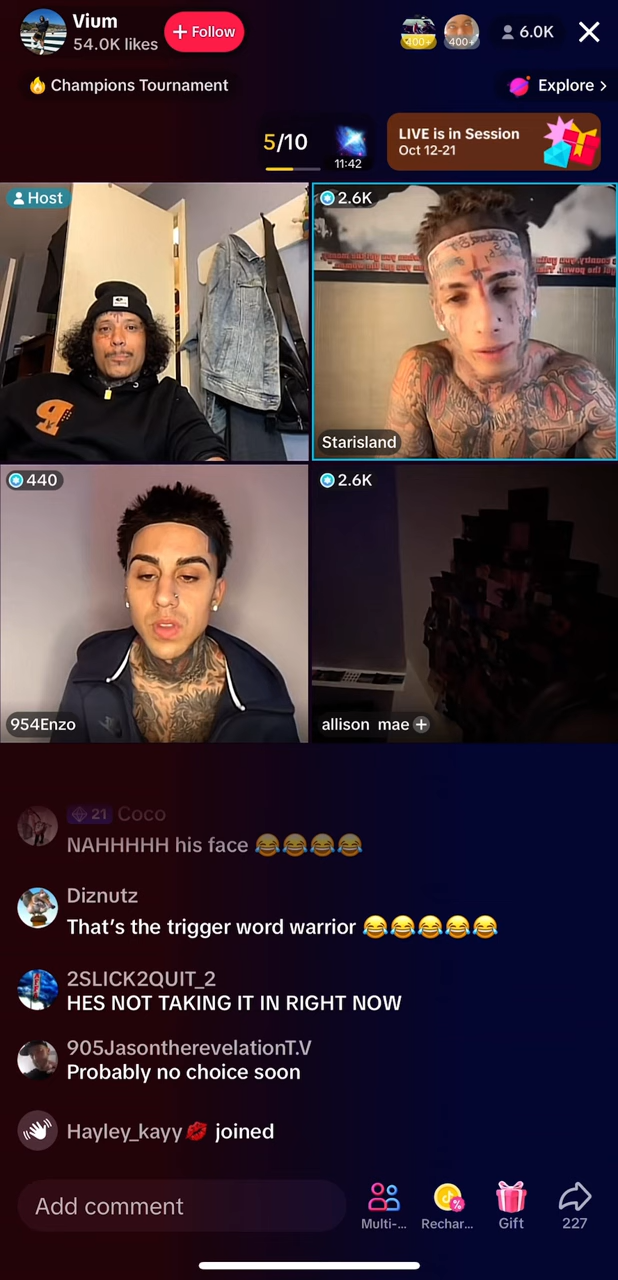 Vium
54.0K likes
+ Follow
400+
400+
6.0K
Champions Tournament
Explore >
5/10
11:42
LIVE is in Session
Oct 12-21
Host
2.6K
Starisland
440
2.6K
954Enzo
allison mae +
21 Coco
NAHHHHH his face 😂😂😂😂
Diznutz
That's the trigger word warrior 😂😂😂😂😂
2SLICK2QUIT_2
HES NOT TAKING IT IN RIGHT NOW
905JasontherevelationT.V
Probably no choice soon
Hayley_kayy💋 joined
Add comment
Multi-...
Rechar...
Gift
227